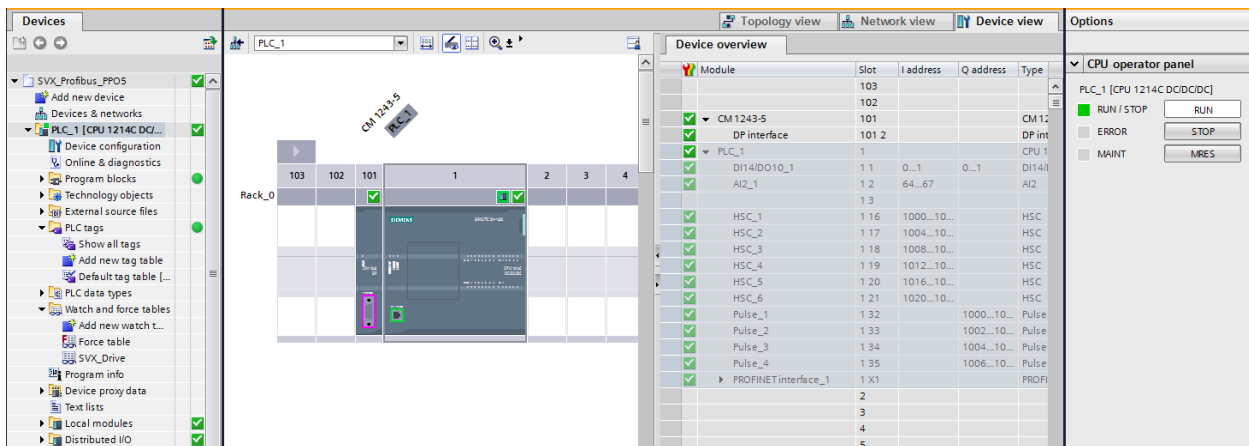 Devices
SVX_Profibus_PPO5
Add new device
Devices & networks
PLC_1 [CPU 1214C DC/...
Device configuration
Online & diagnostics
Program blocks
Technology objects
External source files
PLC tags
Show all tags
Add new tag table
Default tag table [...
PLC data types
Watch and force tables
Add new watch t...
Force table
SVX_Drive
Program info
Device proxy data
Text lists
Local modules
Distributed I/O
Topology view Network view Device view
PLC_1
CM 1243-5
PLC_1
103 102 101 1 2 3 4
Rack_0
SIEMENS
Device overview
Module Slot I address Q address Type
103
102
CM 1243-5 101 CM 12
DP interface 101 2 DP int
PLC_1 1 CPU 1
DI14/DO10_1 1 1 0...1 0...1 DI14/
AI2_1 1 2 64...67 AI2
1 3
HSC_1 1 16 1000...10... HSC
HSC_2 1 17 1004...10... HSC
HSC_3 1 18 1008...10... HSC
HSC_4 1 19 1012...10... HSC
HSC_5 1 20 1016...10... HSC
HSC_6 1 21 1020...10... HSC
Pulse_1 1 32 1000...10... Pulse
Pulse_2 1 33 1002...10... Pulse
Pulse_3 1 34 1004...10... Pulse
Pulse_4 1 35 1006...10... Pulse
PROFINET interface_1 1 X1 PROFI
2
3
4
5
Options
CPU operator panel
PLC_1 [CPU 1214C DC/DC/DC]
RUN / STOP RUN
ERROR STOP
MAINT MRES